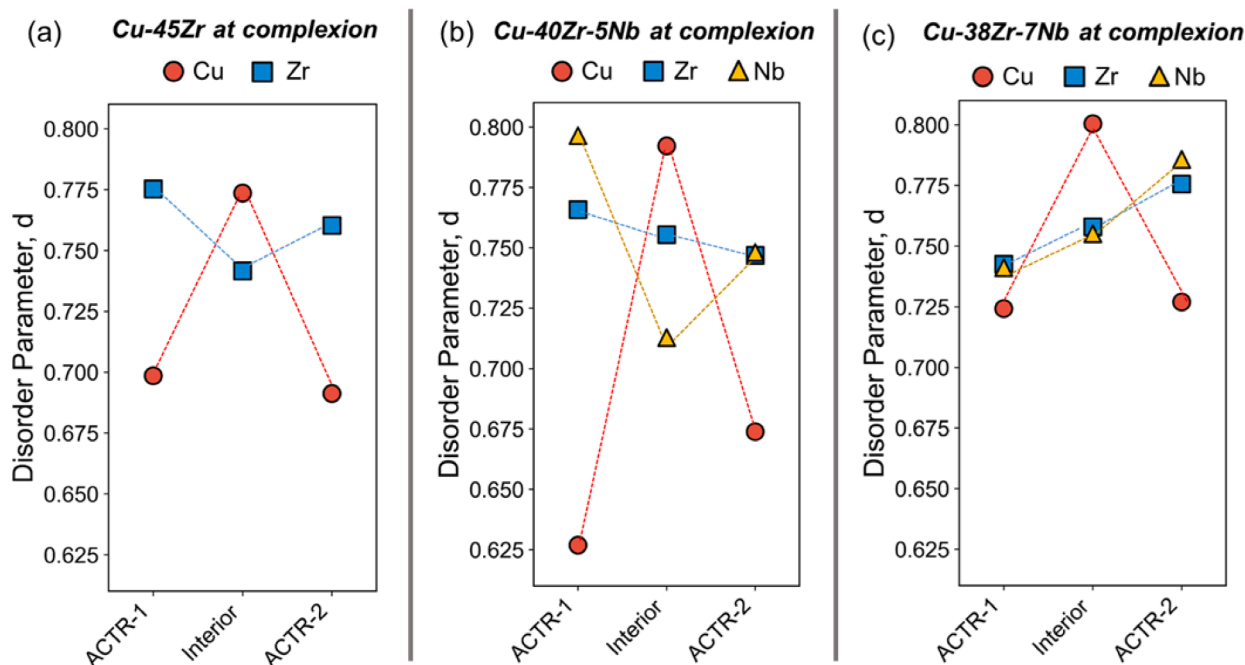 (a) Cu-45Zr at complexion
Cu Zr
Disorder Parameter, d
0.800
0.775
0.750
0.725
0.700
0.675
0.650
0.625
ACTR-1
Interior
ACTR-2
(b) Cu-40Zr-5Nb at complexion
Cu Zr Nb
Disorder Parameter, d
0.800
0.775
0.750
0.725
0.700
0.675
0.650
0.625
ACTR-1
Interior
ACTR-2
(c) Cu-38Zr-7Nb at complexion
Cu Zr Nb
Disorder Parameter, d
0.800
0.775
0.750
0.725
0.700
0.675
0.650
0.625
ACTR-1
Interior
ACTR-2